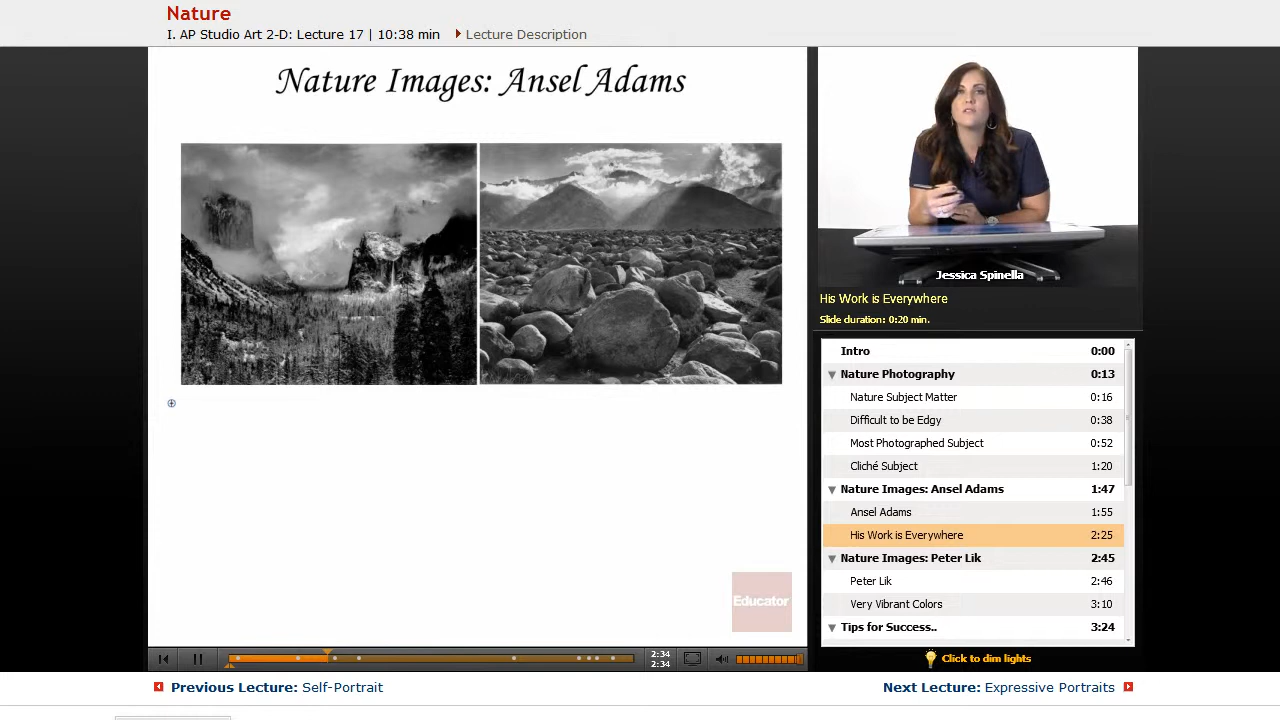 Nature
I. AP Studio Art 2-D: Lecture 17 | 10:38 min Lecture Description
Nature Images: Ansel Adams
Educator
Jessica Spinella
His Work is Everywhere
Slide duration: 0:20 min.
Intro 0:00
Nature Photography 0:13
Nature Subject Matter 0:16
Difficult to be Edgy 0:38
Most Photographed Subject 0:52
Cliché Subject 1:20
Nature Images: Ansel Adams 1:47
Ansel Adams 1:55
His Work is Everywhere 2:25
Nature Images: Peter Lik 2:45
Peter Lik 2:46
Very Vibrant Colors 3:10
Tips for Success.. 3:24
2:34
2:34
Click to dim lights
Previous Lecture: Self-Portrait
Next Lecture: Expressive Portraits